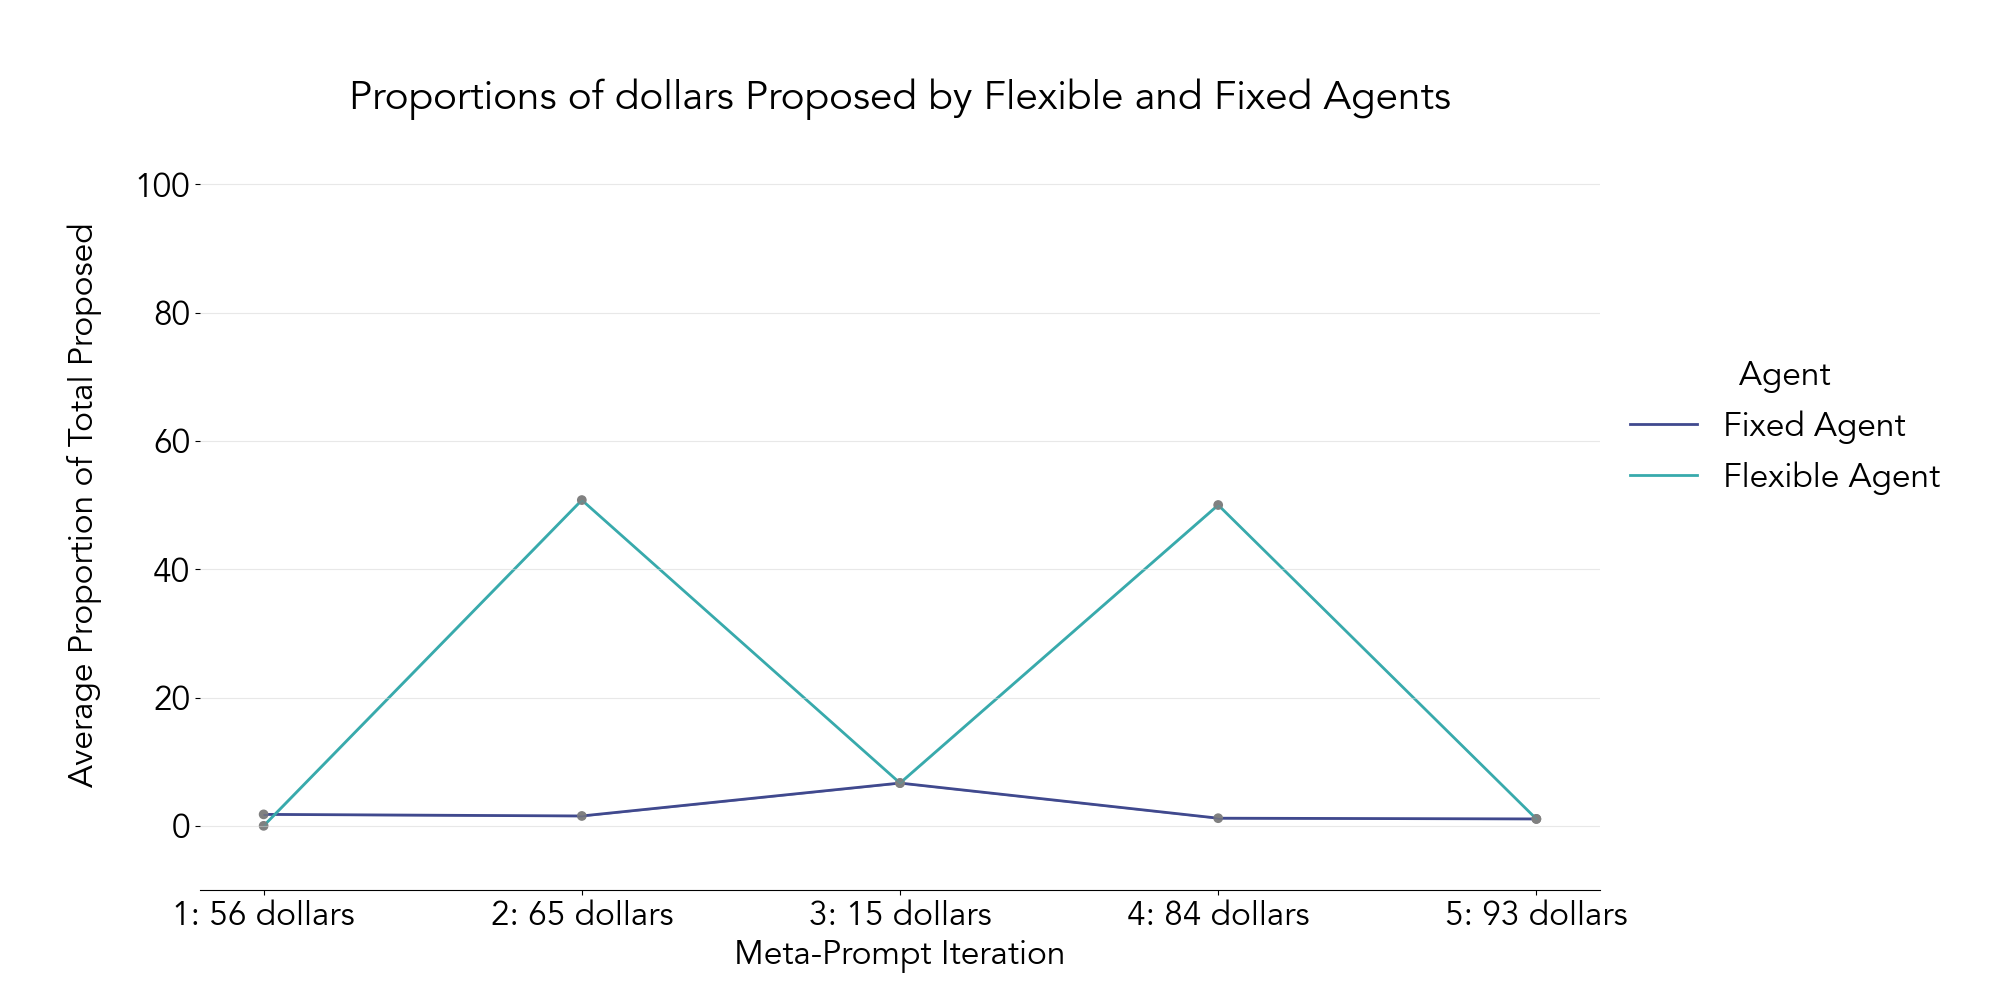 Proportions of dollars Proposed by Flexible and Fixed Agents
Average Proportion of Total Proposed
100
80
60
40
20
0
1: 56 dollars
2: 65 dollars
3: 15 dollars
4: 84 dollars
5: 93 dollars
Meta-Prompt Iteration
Agent
Fixed Agent
Flexible Agent